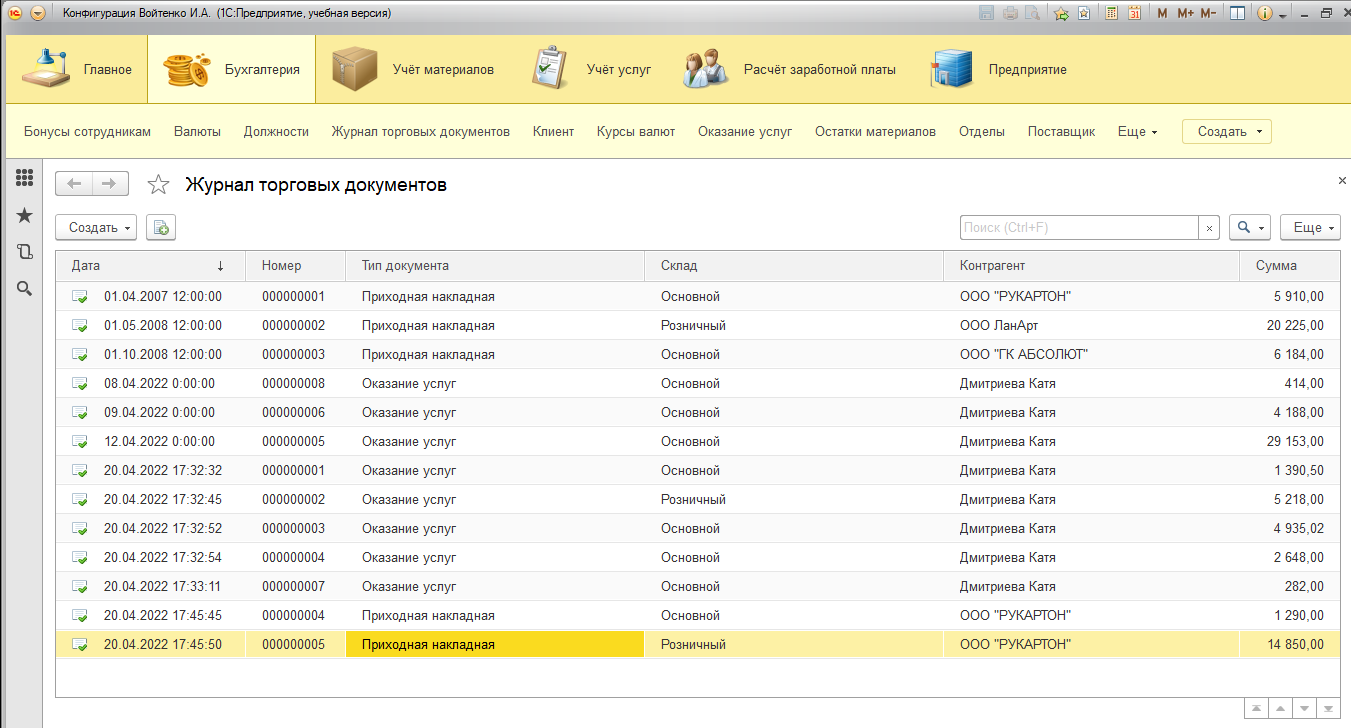 Конфигурация Войтенко И.А. (1С:Предприятие, учебная версия) M M+ M-
Главное Бухгалтерия Учёт материалов Учёт услуг Расчёт заработной платы Предприятие
Бонусы сотрудникам Валюты Должности Журнал торговых документов Клиент Курсы валют Оказание услуг Остатки материалов Отделы Поставщик Еще Создать
Журнал торговых документов
Создать Поиск (Ctrl+F) × Еще
Дата ↓ Номер Тип документа Склад Контрагент Сумма
01.04.2007 12:00:00 000000001 Приходная накладная Основной ООО "РУКАРТОН" 5 910,00
01.05.2008 12:00:00 000000002 Приходная накладная Розничный ООО ЛанАрт 20 225,00
01.10.2008 12:00:00 000000003 Приходная накладная Основной ООО "ГК АБСОЛЮТ" 6 184,00
08.04.2022 0:00:00 000000008 Оказание услуг Основной Дмитриева Катя 414,00
09.04.2022 0:00:00 000000006 Оказание услуг Основной Дмитриева Катя 4 188,00
12.04.2022 0:00:00 000000005 Оказание услуг Основной Дмитриева Катя 29 153,00
20.04.2022 17:32:32 000000001 Оказание услуг Основной Дмитриева Катя 1 390,50
20.04.2022 17:32:45 000000002 Оказание услуг Розничный Дмитриева Катя 5 218,00
20.04.2022 17:32:52 000000003 Оказание услуг Основной Дмитриева Катя 4 935,02
20.04.2022 17:32:54 000000004 Оказание услуг Основной Дмитриева Катя 2 648,00
20.04.2022 17:33:11 000000007 Оказание услуг Основной Дмитриева Катя 282,00
20.04.2022 17:45:45 000000004 Приходная накладная Основной ООО "РУКАРТОН" 1 290,00
20.04.2022 17:45:50 000000005 Приходная накладная Розничный ООО "РУКАРТОН" 14 850,00